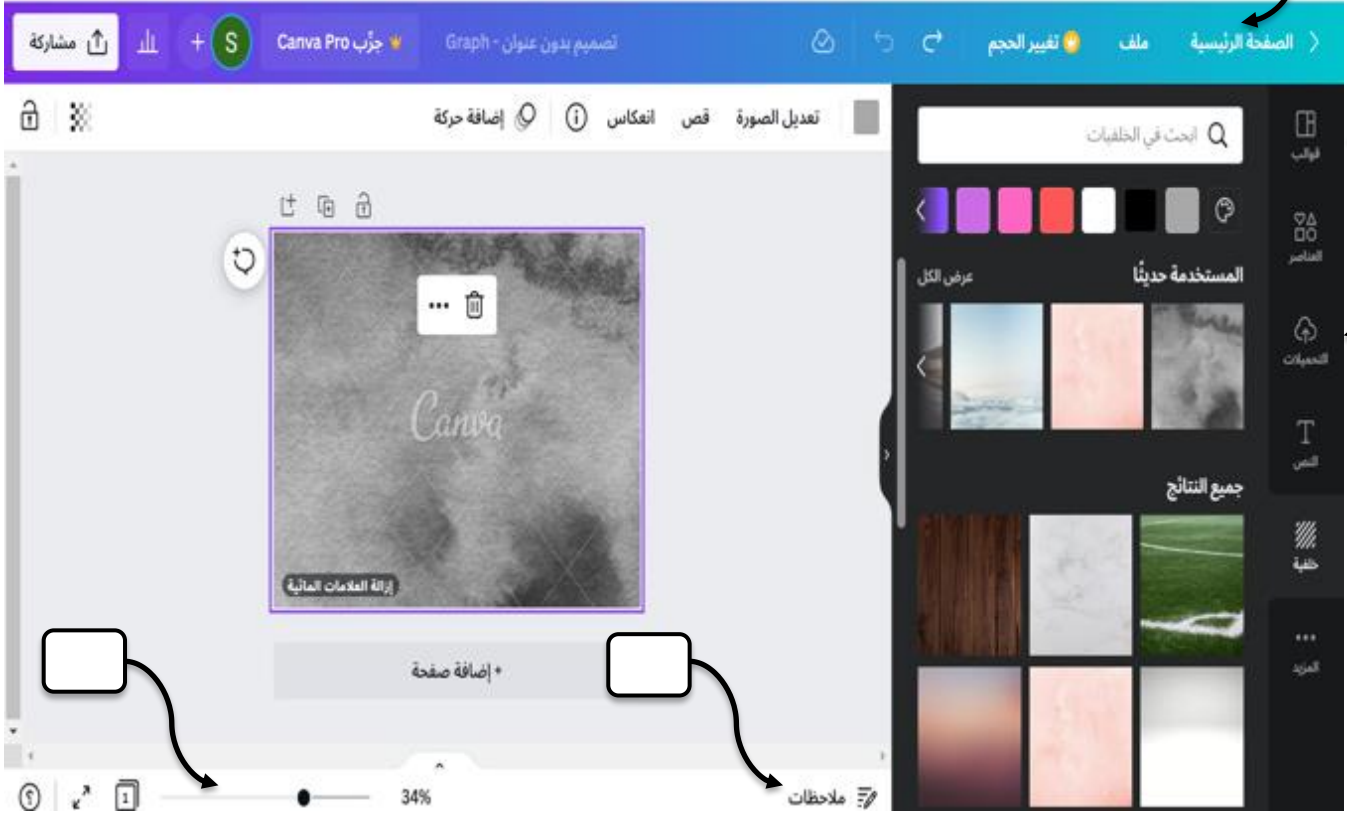 الصفحة الرئيسية
ملف
تغيير الحجم
تصميم بدون عنوان - Graph
جرِّب Canva Pro
S
+
مشاركة
انحث في الخلفيات
تعديل الصورة
قص
انعكاس
إضافة حركة
قوالب
العناصر
التحميلات
النص
خلفية
المزيد
المستخدمة حديثًا
عرض الكل
جميع النتائج
Canva
إزالة العلامات المائية
+ إضافة صفحة
ملاحظات
34%
1
?